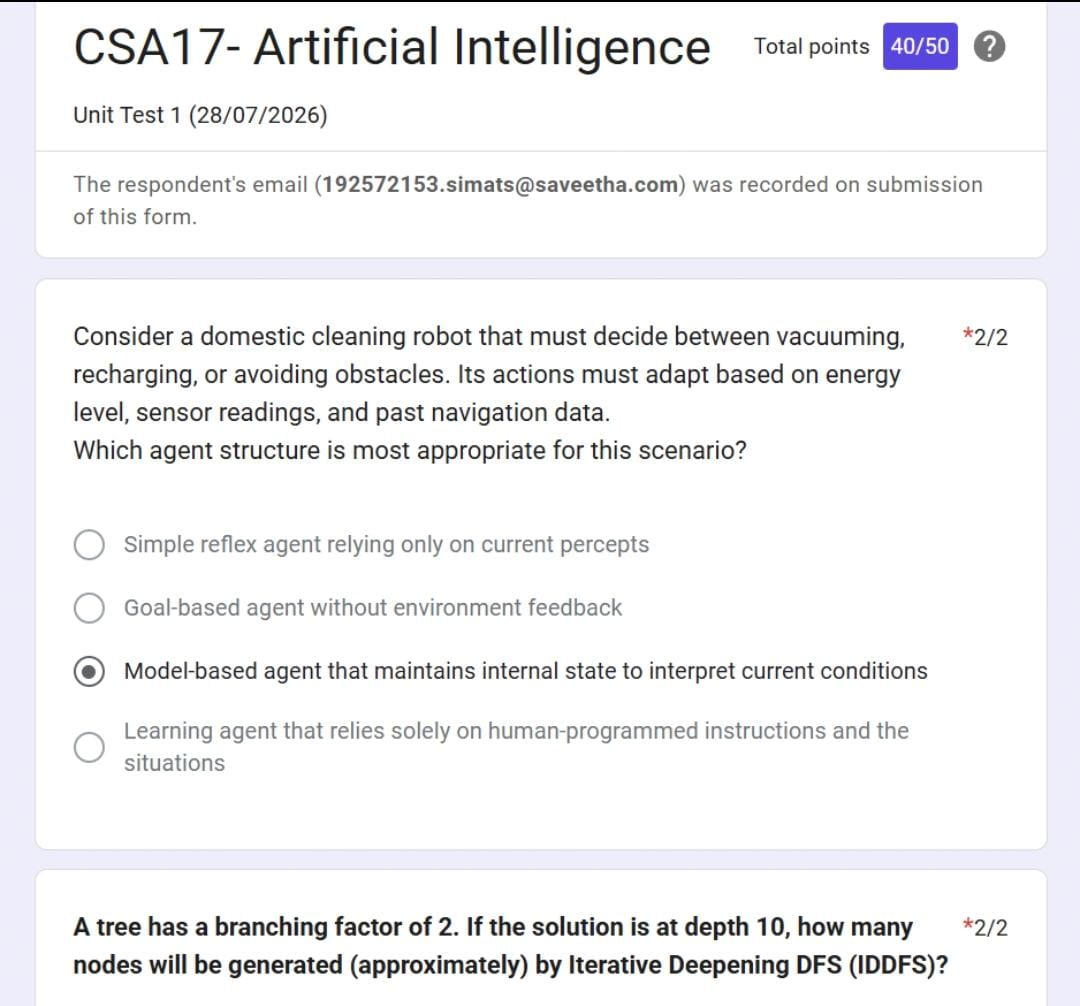 CSA17- Artificial Intelligence
Total points 40/50 ?
Unit Test 1 (28/07/2026)
The respondent's email (192572153.simats@saveetha.com) was recorded on submission
of this form.
Consider a domestic cleaning robot that must decide between vacuuming, *2/2
recharging, or avoiding obstacles. Its actions must adapt based on energy
level, sensor readings, and past navigation data.
Which agent structure is most appropriate for this scenario?
Simple reflex agent relying only on current percepts
Goal-based agent without environment feedback
Model-based agent that maintains internal state to interpret current conditions
Learning agent that relies solely on human-programmed instructions and the
situations
A tree has a branching factor of 2. If the solution is at depth 10, how many *2/2
nodes will be generated (approximately) by Iterative Deepening DFS (IDDFS)?